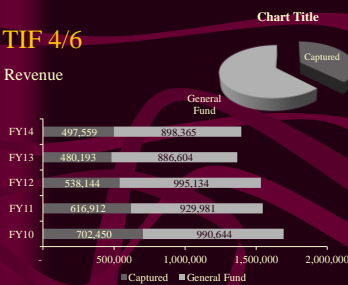 Chart Title
TIF 4/6
Captured
Revenue
General
Fund
FY14 497,559 898,365
FY13 480,193 886,604
FY12 538,144 995,134
FY11 616,912 929,981
FY10 702,450 990,644
- 500,000 1,000,000 1,500,000 2,000,000
Captured General Fund